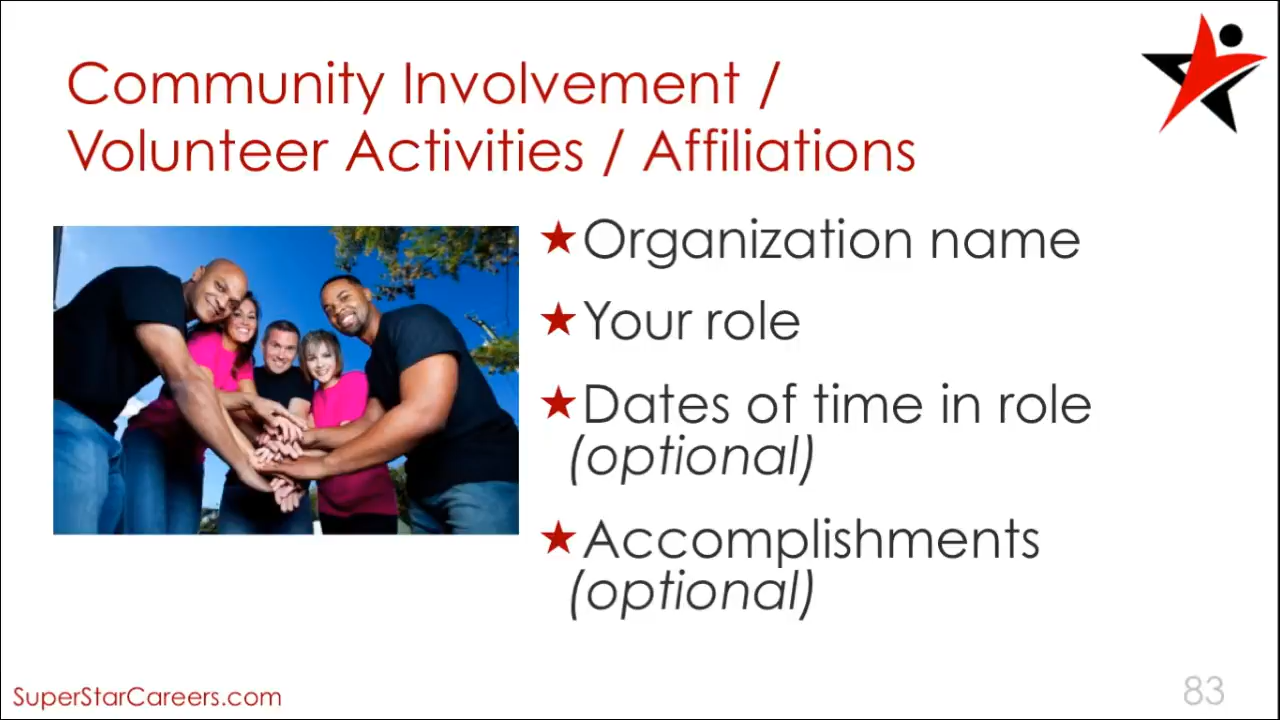 Community Involvement /
Volunteer Activities / Affiliations
Organization name
Your role
Dates of time in role
(optional)
Accomplishments
(optional)
SuperStarCareers.com
83